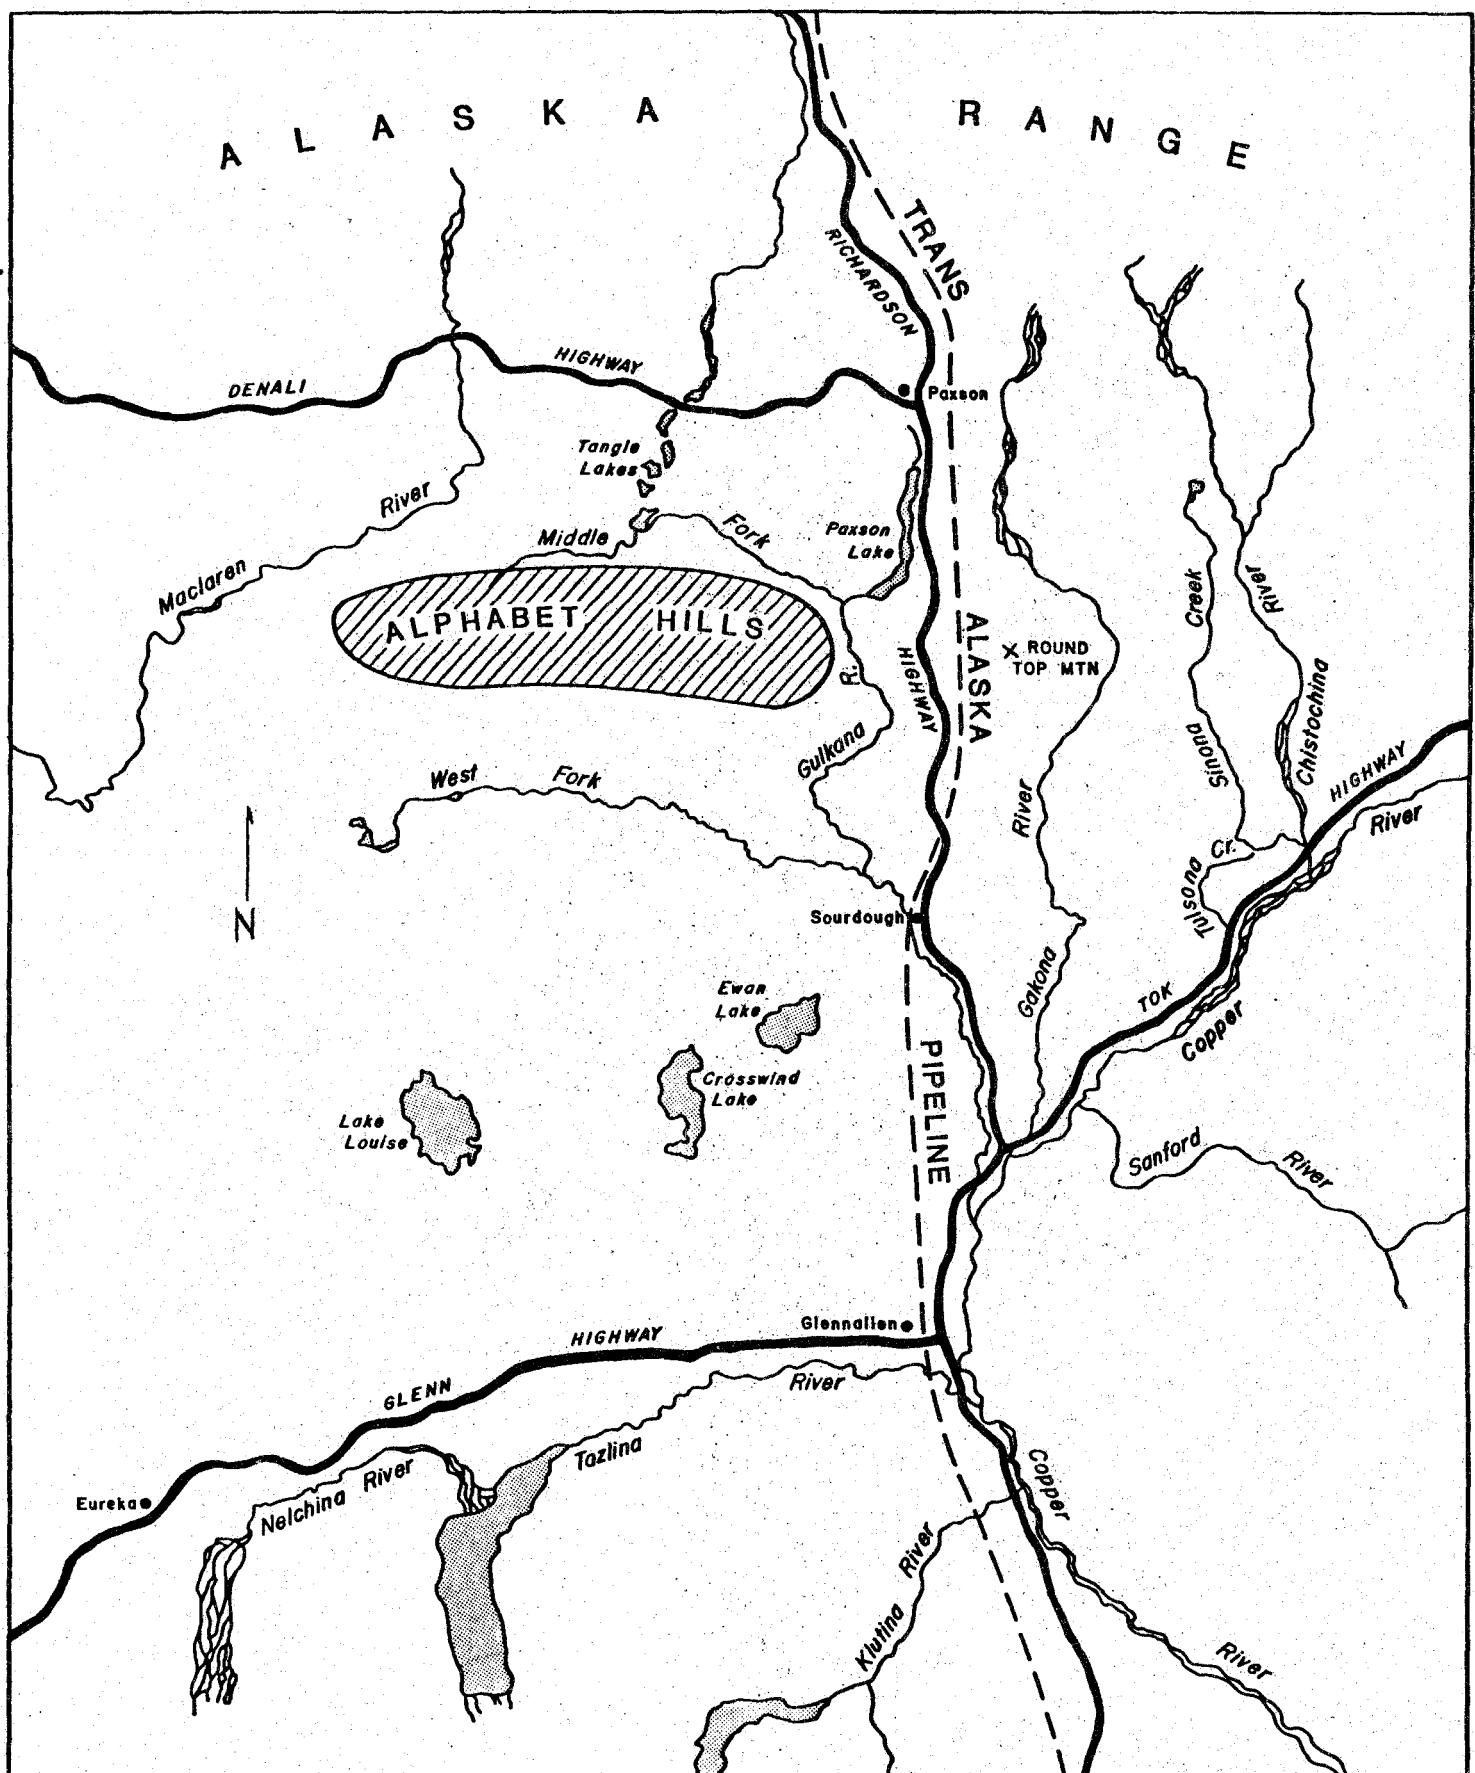 ALASKA RANGE
TRANS
RICHARDSON
HIGHWAY
DENALI
Paxson
Tangle
Lakes
River
Fork
Middle
Paxson
Lake
Maclaren
Creek
River
ALPHABET HILLS
ALASKA
ROUND
TOP MTN
HIGHWAY
R.
Chistochina
Gulkana
Sinona
HIGHWAY
West Fork
River
River
Cr.
Tulsona
N
Sourdough
Gakona
Ewan
Lake
TOK
Copper
PIPELINE
Crosswind
Lake
Lake
Louise
Sanford
River
Glennallen
HIGHWAY
River
GLENN
Tazlina
Copper
River
Nelchina
Eureka
River
Klutina
River